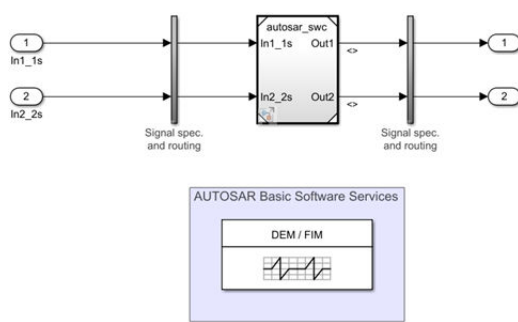 autosar_swc
1
In1_1s
In1_1s
Out1
<>
1
2
In2_2s
In2_2s
Out2
<>
2
Signal spec.
and routing
Signal spec.
and routing
AUTOSAR Basic Software Services
DEM / FIM